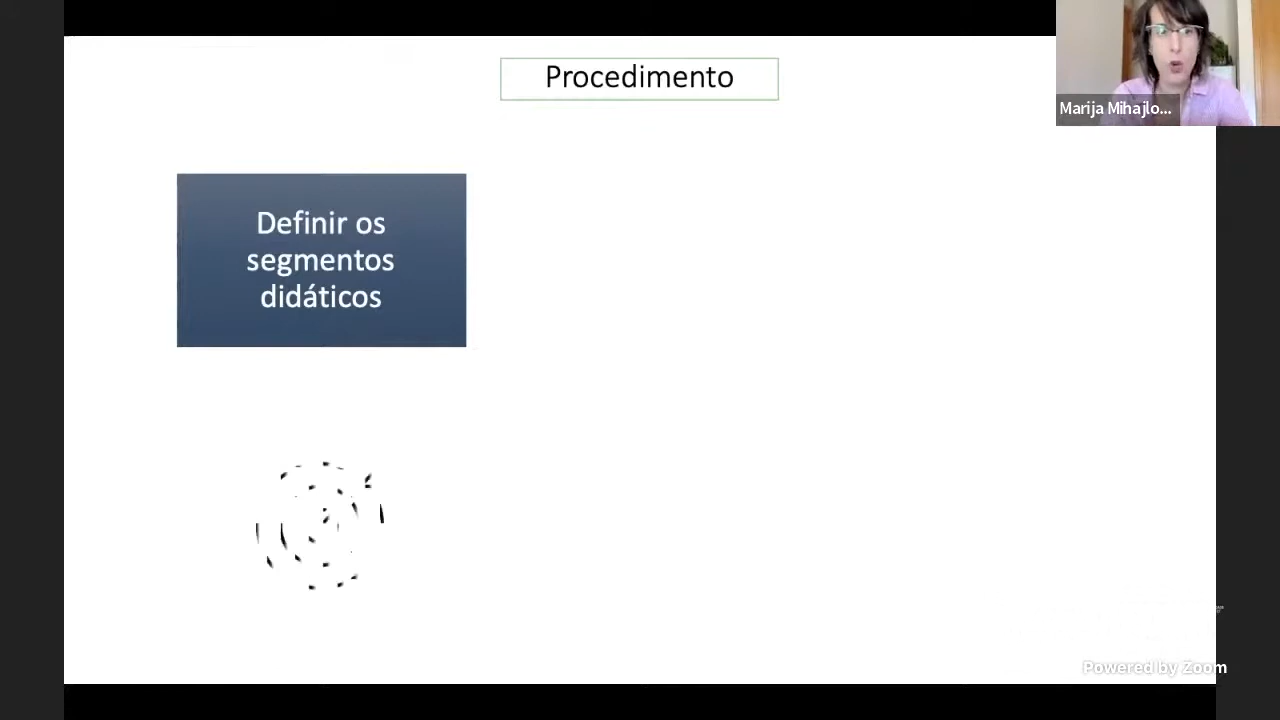 Procedimento
Marija Mihajlo...
Definir os
segmentos
didáticos
Powered by Zoom